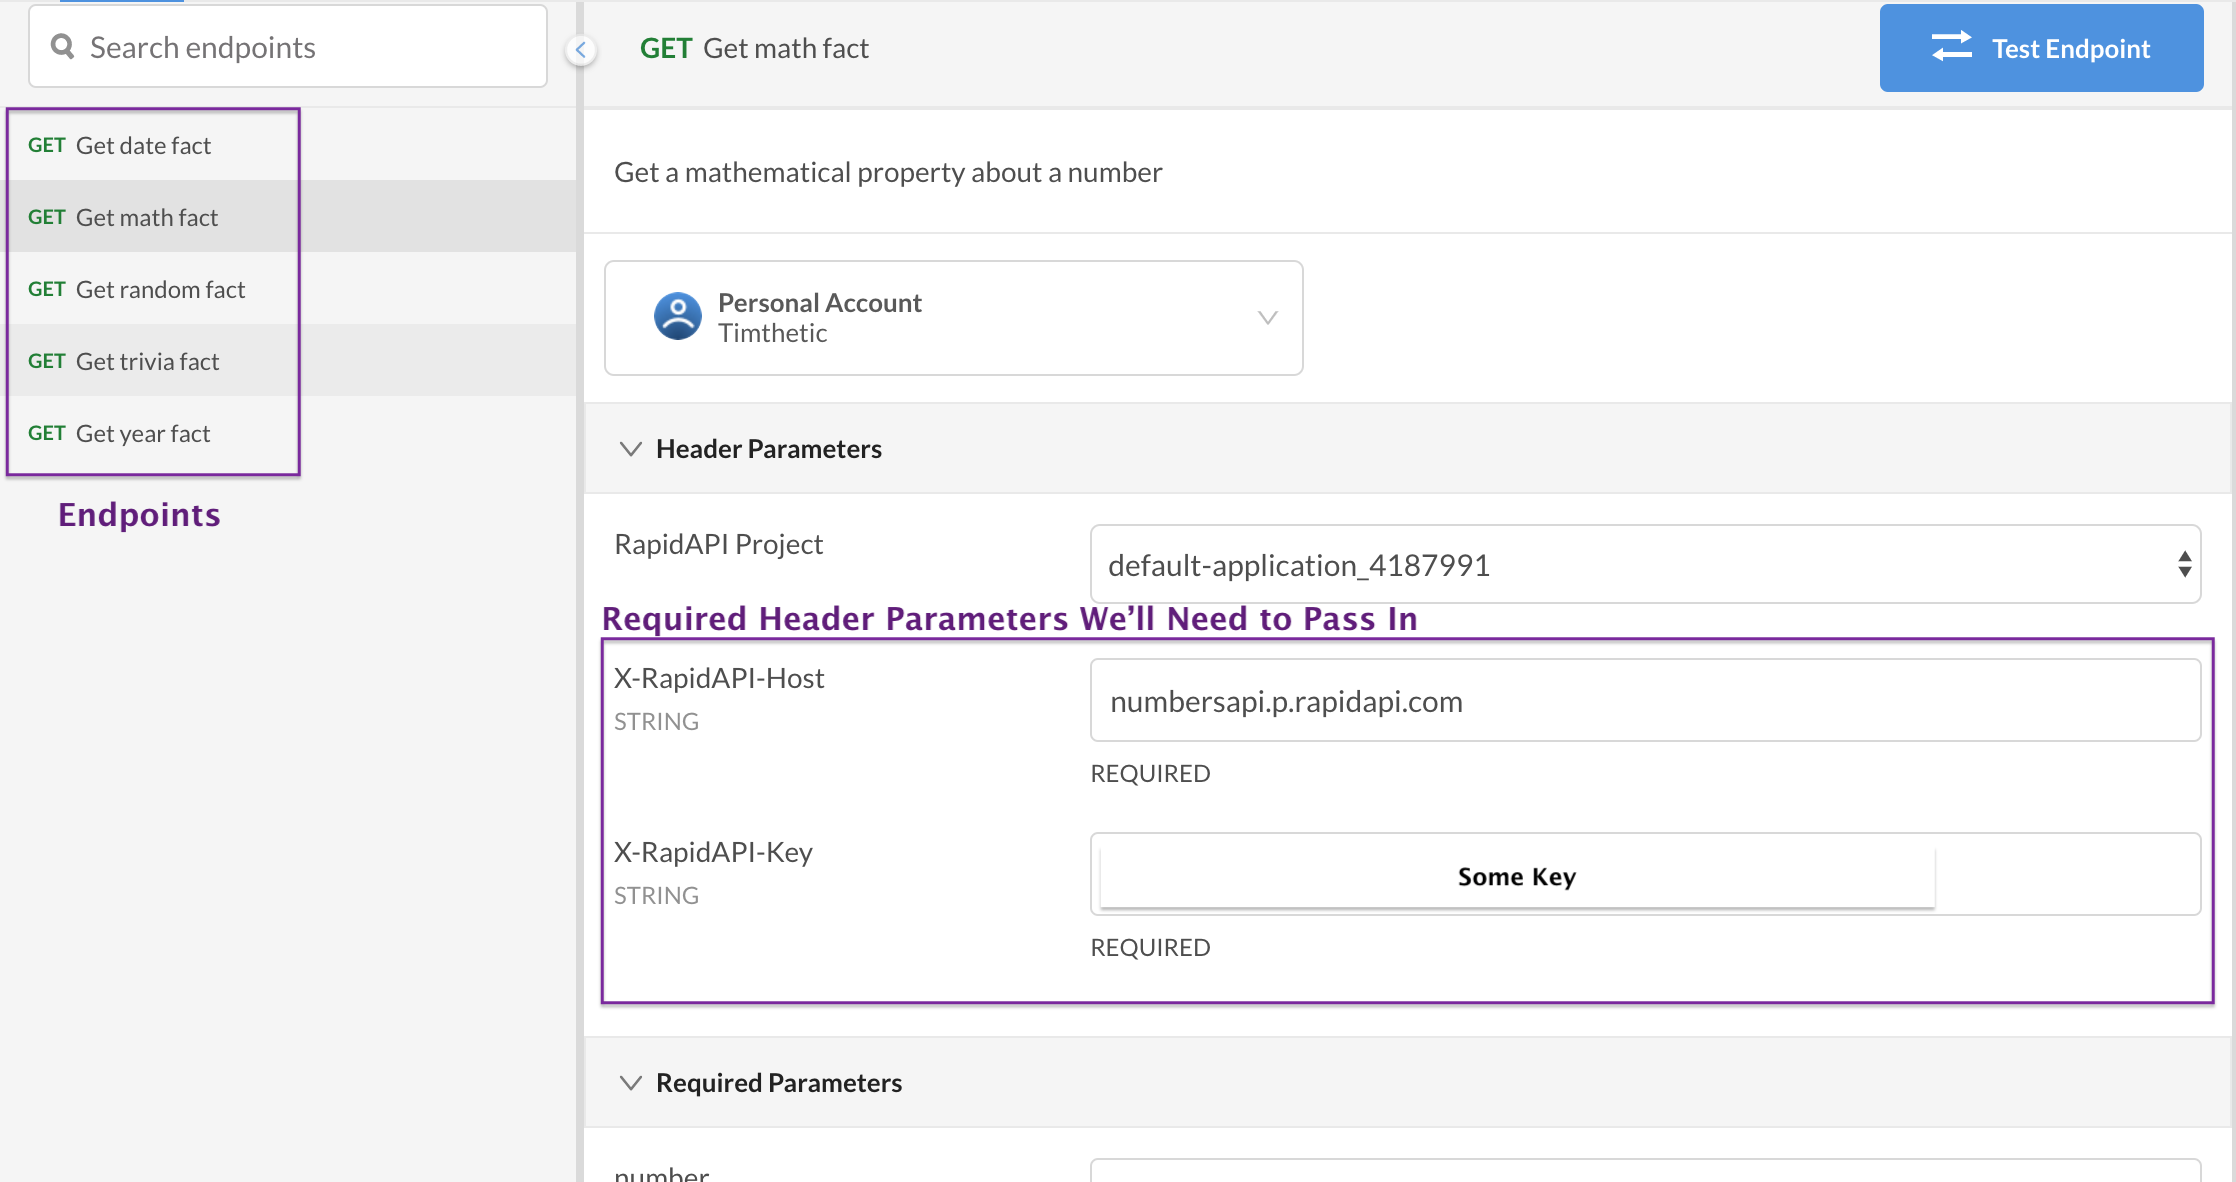 Search endpoints
GET Get date fact
GET Get math fact
GET Get random fact
GET Get trivia fact
GET Get year fact
Endpoints
GET Get math fact
Test Endpoint
Get a mathematical property about a number
Personal Account
Timthetic
Header Parameters
RapidAPI Project
default-application_4187991
Required Header Parameters We’ll Need to Pass In
X-RapidAPI-Host
STRING
numbersapi.p.rapidapi.com
REQUIRED
X-RapidAPI-Key
STRING
Some Key
REQUIRED
Required Parameters
number